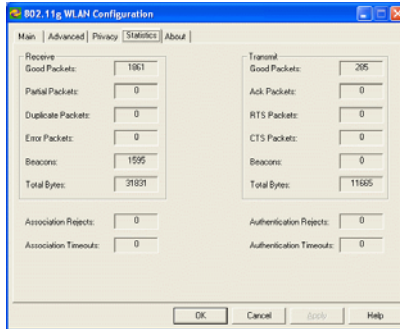 802.11g WLAN Configuration
Main Advanced Privacy Statistics About
Receive
Good Packets: 1861
Partial Packets: 0
Duplicate Packets: 0
Error Packets: 0
Beacons: 1595
Total Bytes: 31831
Transmit
Good Packets: 285
Ack Packets: 0
RTS Packets: 0
CTS Packets: 0
Beacons: 0
Total Bytes: 11665
Association Rejects: 0
Association Timeouts: 0
Authentication Rejects: 0
Authentication Timeouts: 0
OK Cancel Apply Help